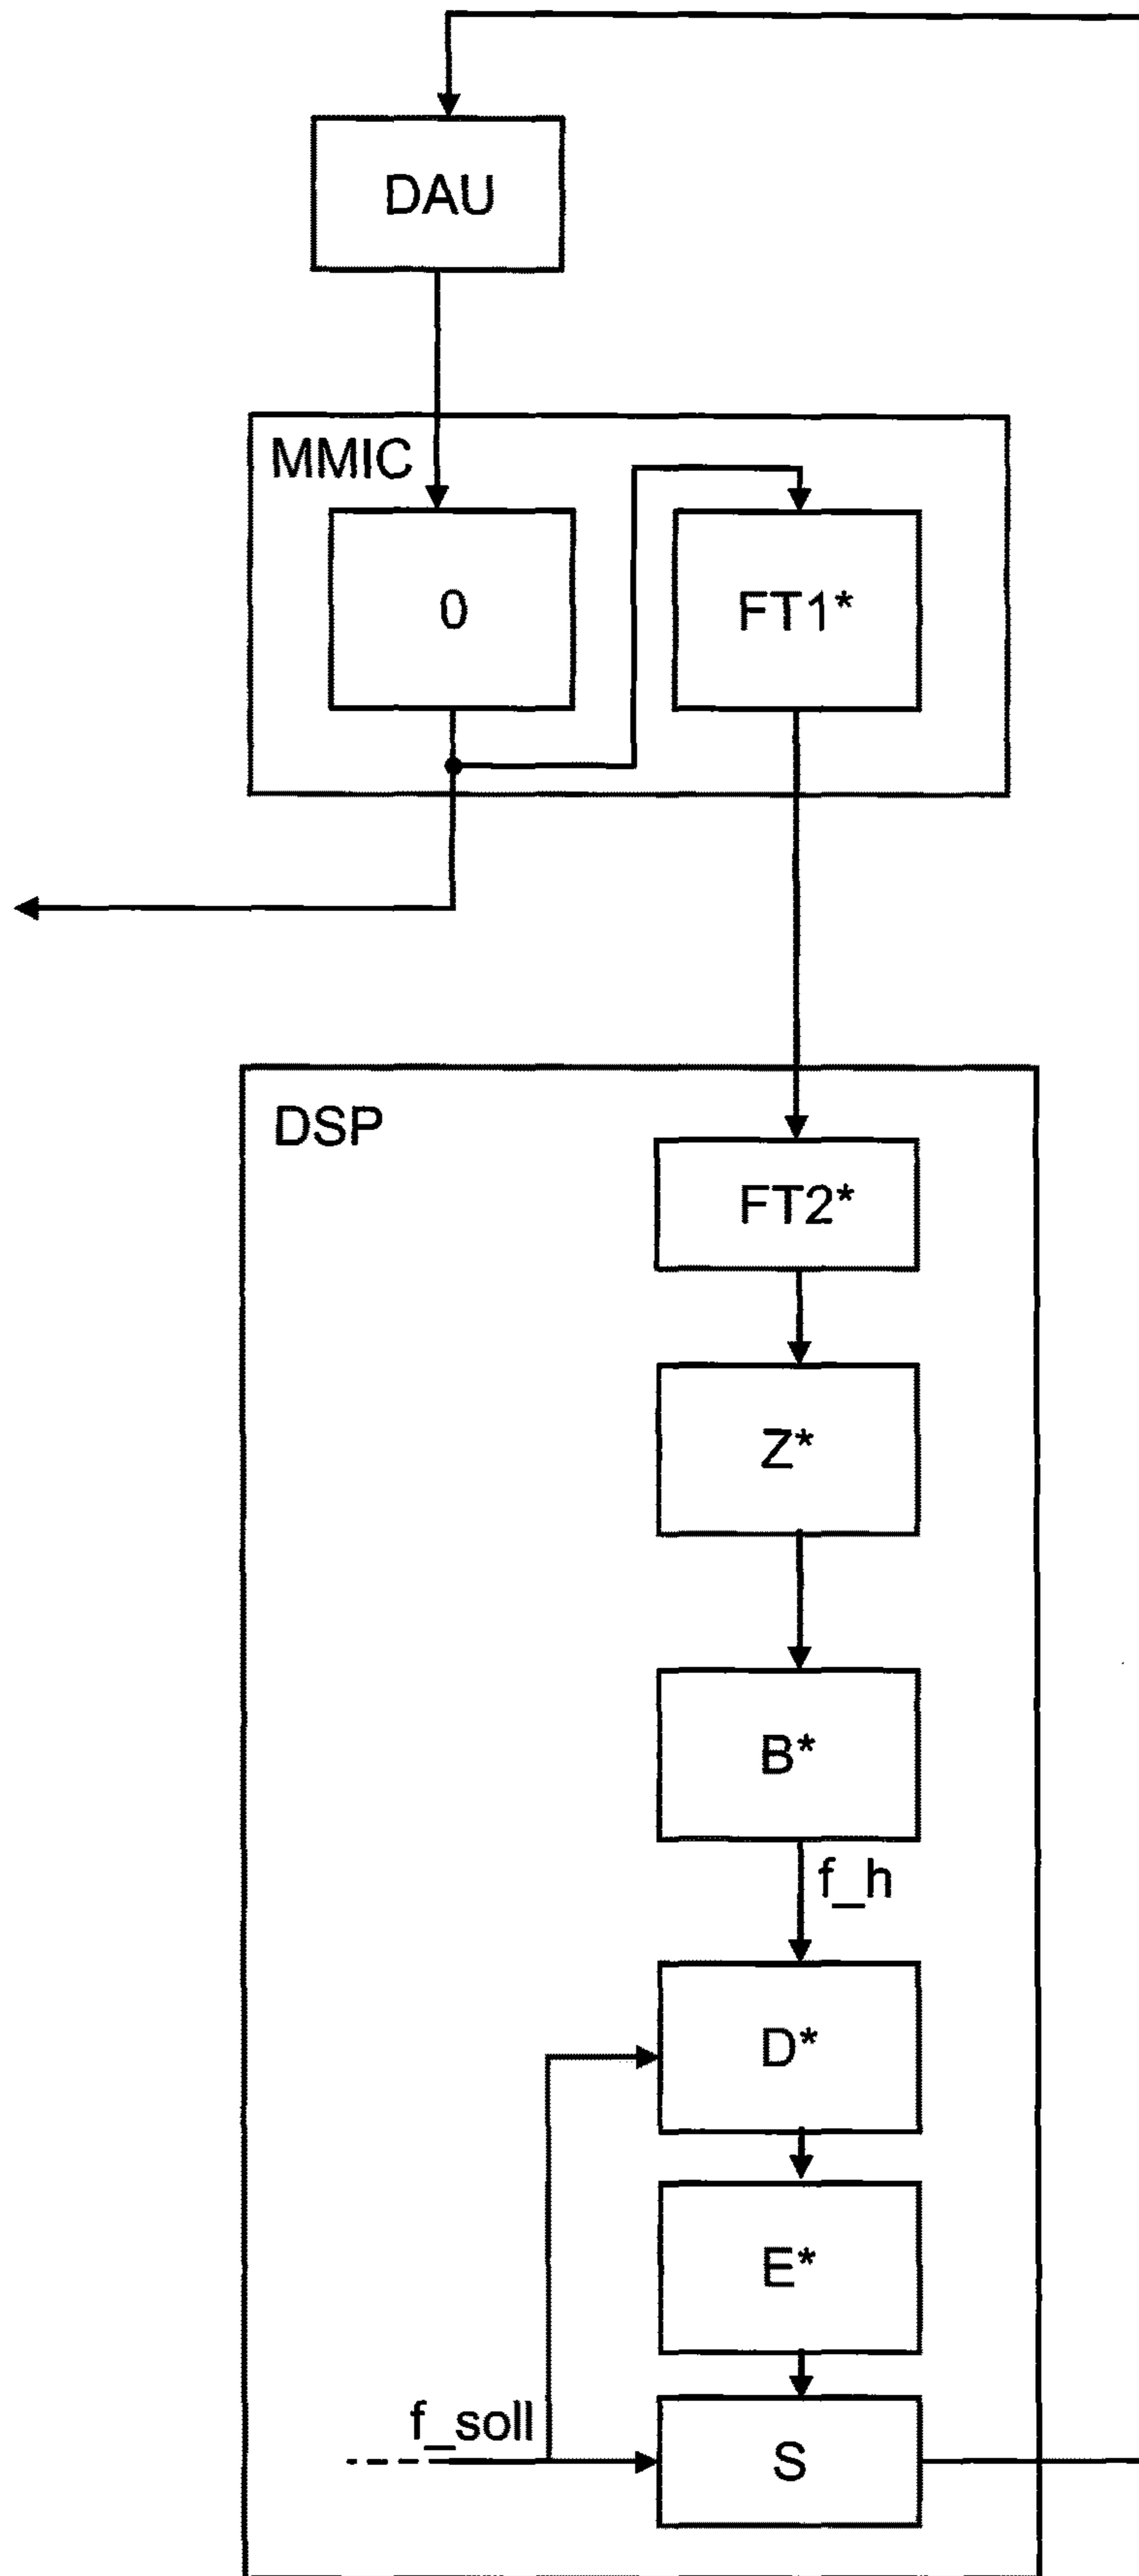 DAU
MMIC
0
FT1*
DSP
FT2*
Z*
B*
f_h
D*
E*
f_soll
S